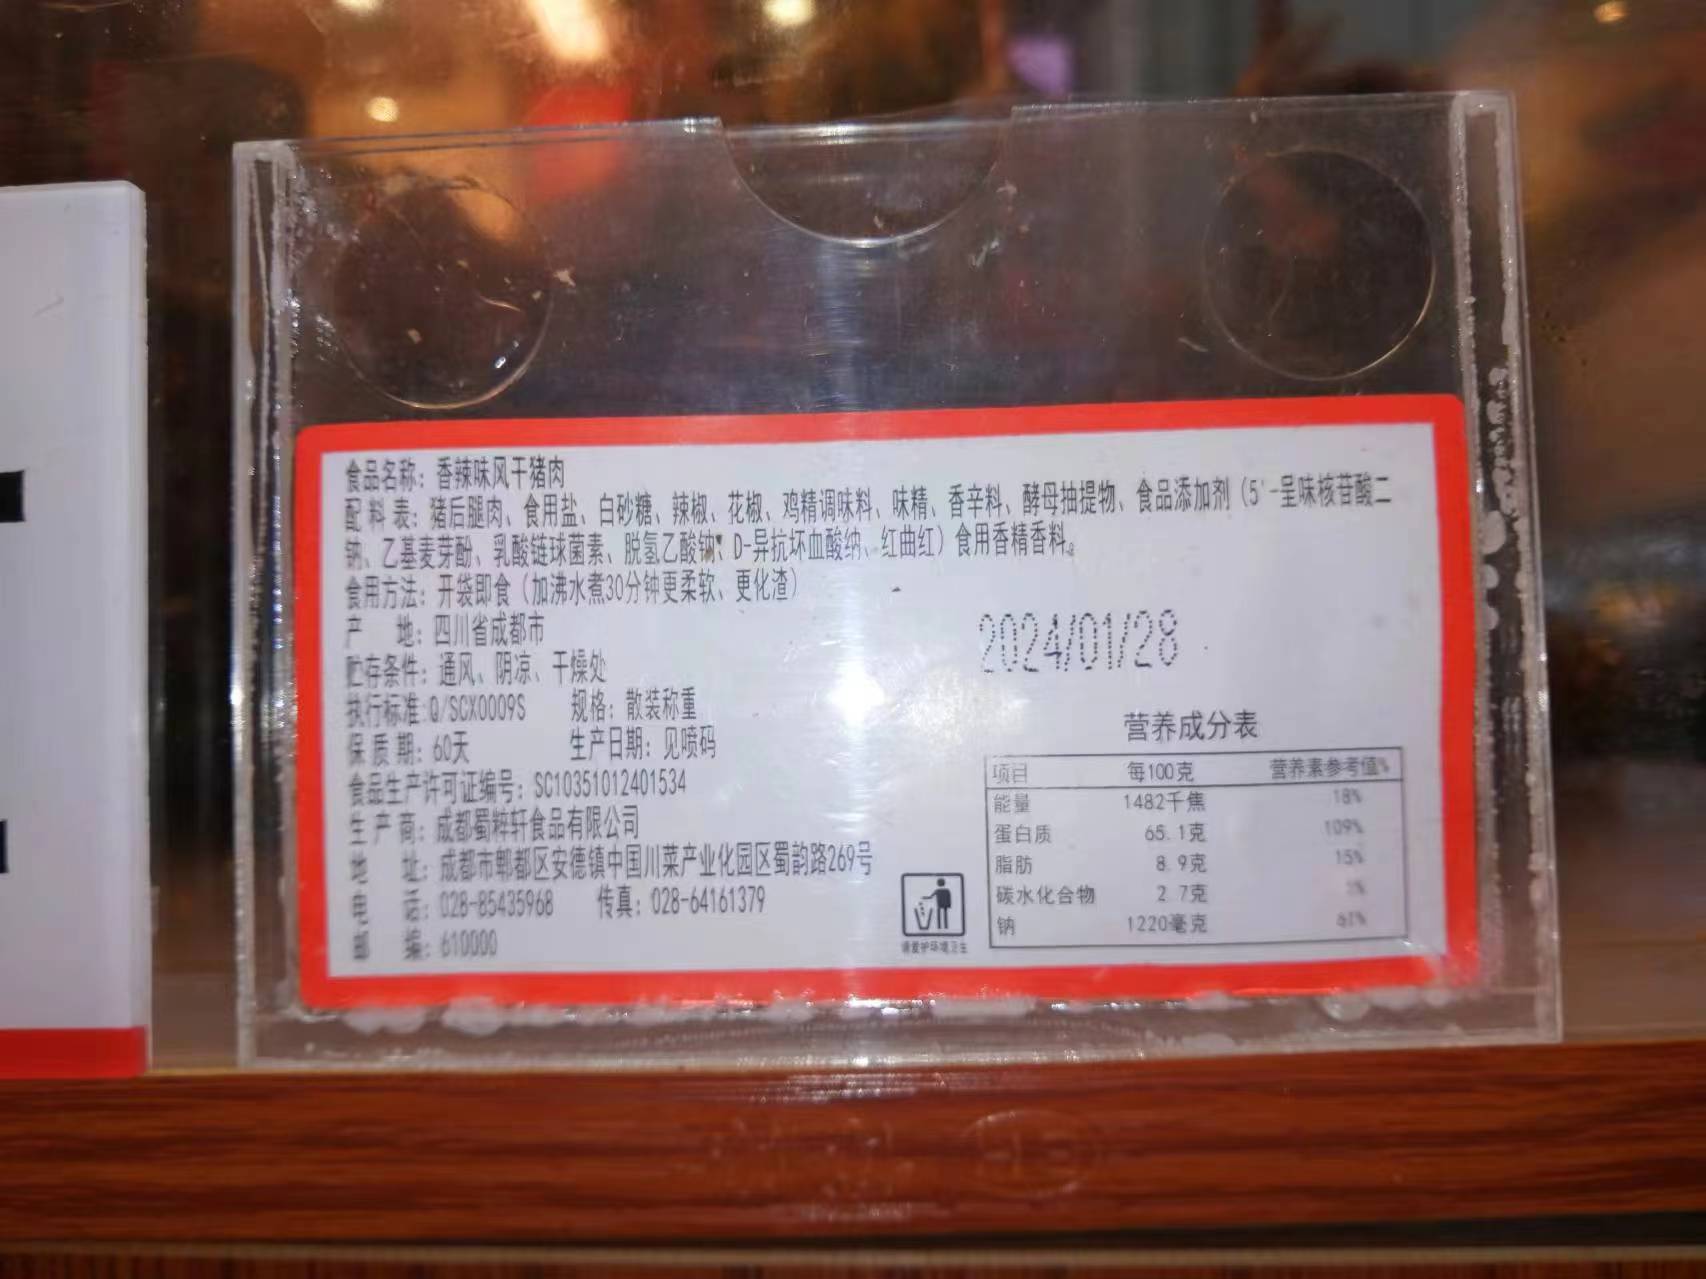 食品名称：香辣味风干猪肉
配料表：猪后腿肉、食用盐、白砂糖、辣椒、花椒、鸡精调味料、味精、香辛料、酵母抽提物、食品添加剂（5'-呈味核苷酸二
钠、乙基麦芽酚、乳酸链球菌素、脱氢乙酸钠、D-异抗坏血酸纳、红曲红）食用香精香料。
食用方法：开袋即食（加沸水煮30分钟更柔软、更化渣）
产 地：四川省成都市
贮存条件：通风、阴凉、干燥处
执行标准:Q/SCX0009S 规格：散装称重
保质期：60天 生产日期：见喷码
食品生产许可证编号：SC10351012401534
生产商：成都蜀粹轩食品有限公司
地 址：成都市郫都区安德镇中国川菜产业化园区蜀韵路269号
电 话：028-85435968 传真：028-64161379
邮 编：610000
2024/01/28
营养成分表
项目 每100克 营养素参考值%
能量 1482千焦 18%
蛋白质 65.1克 109%
脂肪 8.9克 15%
碳水化合物 2.7克
钠 1220毫克 61%
请爱护环境卫生